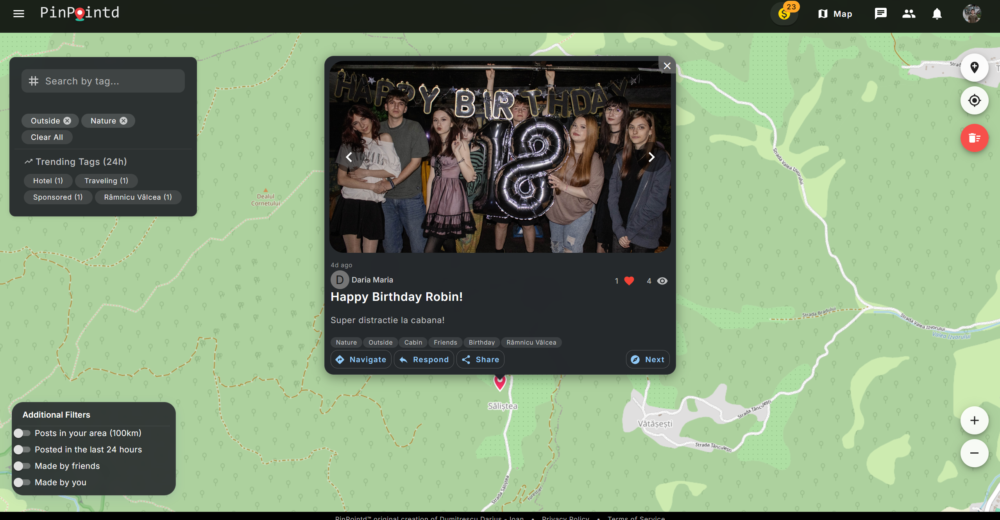 PinPointd
23
Map
Search by tag...
Outside
Nature
Clear All
Trending Tags (24h)
Hotel (1)
Traveling (1)
Sponsored (1)
Râmnicu Vâlcea (1)
Dealul
Cornetului
HAPPY BIRTHDAY
18
4d ago
D
Daria Maria
1
4
Happy Birthday Robin!
Super distractie la cabana!
Nature
Outside
Cabin
Friends
Birthday
Râmnicu Vâlcea
Navigate
Respond
Share
Next
Strada Valea Izvorului
Strada Bradului
Strada Valea Izvorului
Valea Izvorului
Săliștea
Vătășești
Strada Tănculești
Strada Tănculești
Strada Săliștea
forestier
Additional Filters
Posts in your area (100km)
Posted in the last 24 hours
Made by friends
Made by you
PinPointd™ original creation of Dumitrescu Darius - Ioan • Privacy Policy • Terms of Service